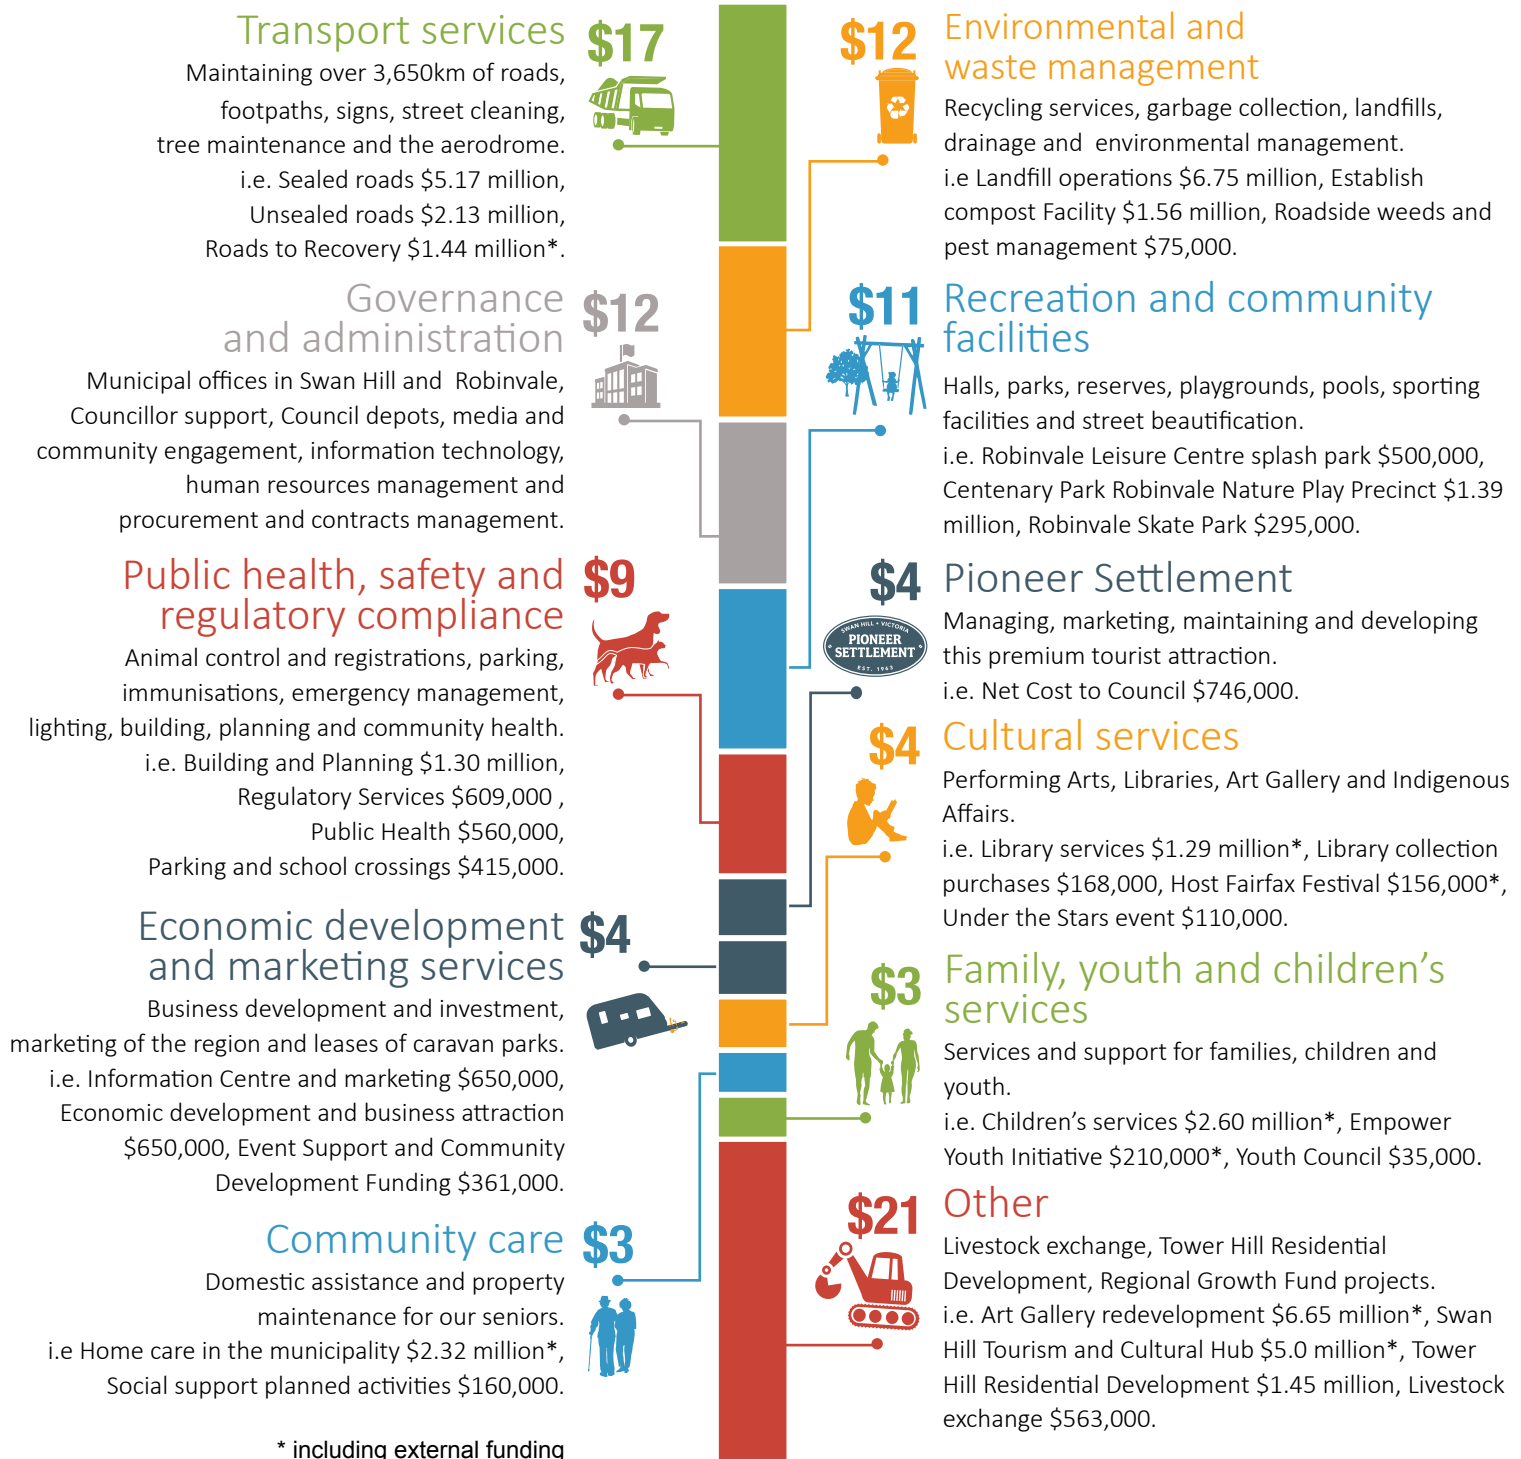 Transport services
$17
Maintaining over 3,650km of roads,
footpaths, signs, street cleaning,
tree maintenance and the aerodrome.
i.e. Sealed roads $5.17 million,
Unsealed roads $2.13 million,
Roads to Recovery $1.44 million*.
$12
Environmental and
waste management
Recycling services, garbage collection, landfills,
drainage and environmental management.
i.e Landfill operations $6.75 million, Establish
compost Facility $1.56 million, Roadside weeds and
pest management $75,000.
Governance
and administration
$12
Municipal offices in Swan Hill and Robinvale,
Councillor support, Council depots, media and
community engagement, information technology,
human resources management and
procurement and contracts management.
$11
Recreation and community
facilities
Halls, parks, reserves, playgrounds, pools, sporting
facilities and street beautification.
i.e. Robinvale Leisure Centre splash park $500,000,
Centenary Park Robinvale Nature Play Precinct $1.39
million, Robinvale Skate Park $295,000.
Public health, safety and
regulatory compliance
$9
Animal control and registrations, parking,
immunisations, emergency management,
lighting, building, planning and community health.
i.e. Building and Planning $1.30 million,
Regulatory Services $609,000 ,
Public Health $560,000,
Parking and school crossings $415,000.
$4
Pioneer Settlement
SWAN HILL • VICTORIA
PIONEER
SETTLEMENT
EST. 1963
Managing, marketing, maintaining and developing
this premium tourist attraction.
i.e. Net Cost to Council $746,000.
$4
Cultural services
Performing Arts, Libraries, Art Gallery and Indigenous
Affairs.
i.e. Library services $1.29 million*, Library collection
purchases $168,000, Host Fairfax Festival $156,000*,
Under the Stars event $110,000.
Economic development
and marketing services
$4
Business development and investment,
marketing of the region and leases of caravan parks.
i.e. Information Centre and marketing $650,000,
Economic development and business attraction
$650,000, Event Support and Community
Development Funding $361,000.
$3
Family, youth and children's
services
Services and support for families, children and
youth.
i.e. Children's services $2.60 million*, Empower
Youth Initiative $210,000*, Youth Council $35,000.
Community care
$3
Domestic assistance and property
maintenance for our seniors.
i.e Home care in the municipality $2.32 million*,
Social support planned activities $160,000.
$21
Other
Livestock exchange, Tower Hill Residential
Development, Regional Growth Fund projects.
i.e. Art Gallery redevelopment $6.65 million*, Swan
Hill Tourism and Cultural Hub $5.0 million*, Tower
Hill Residential Development $1.45 million, Livestock
exchange $563,000.
* including external funding